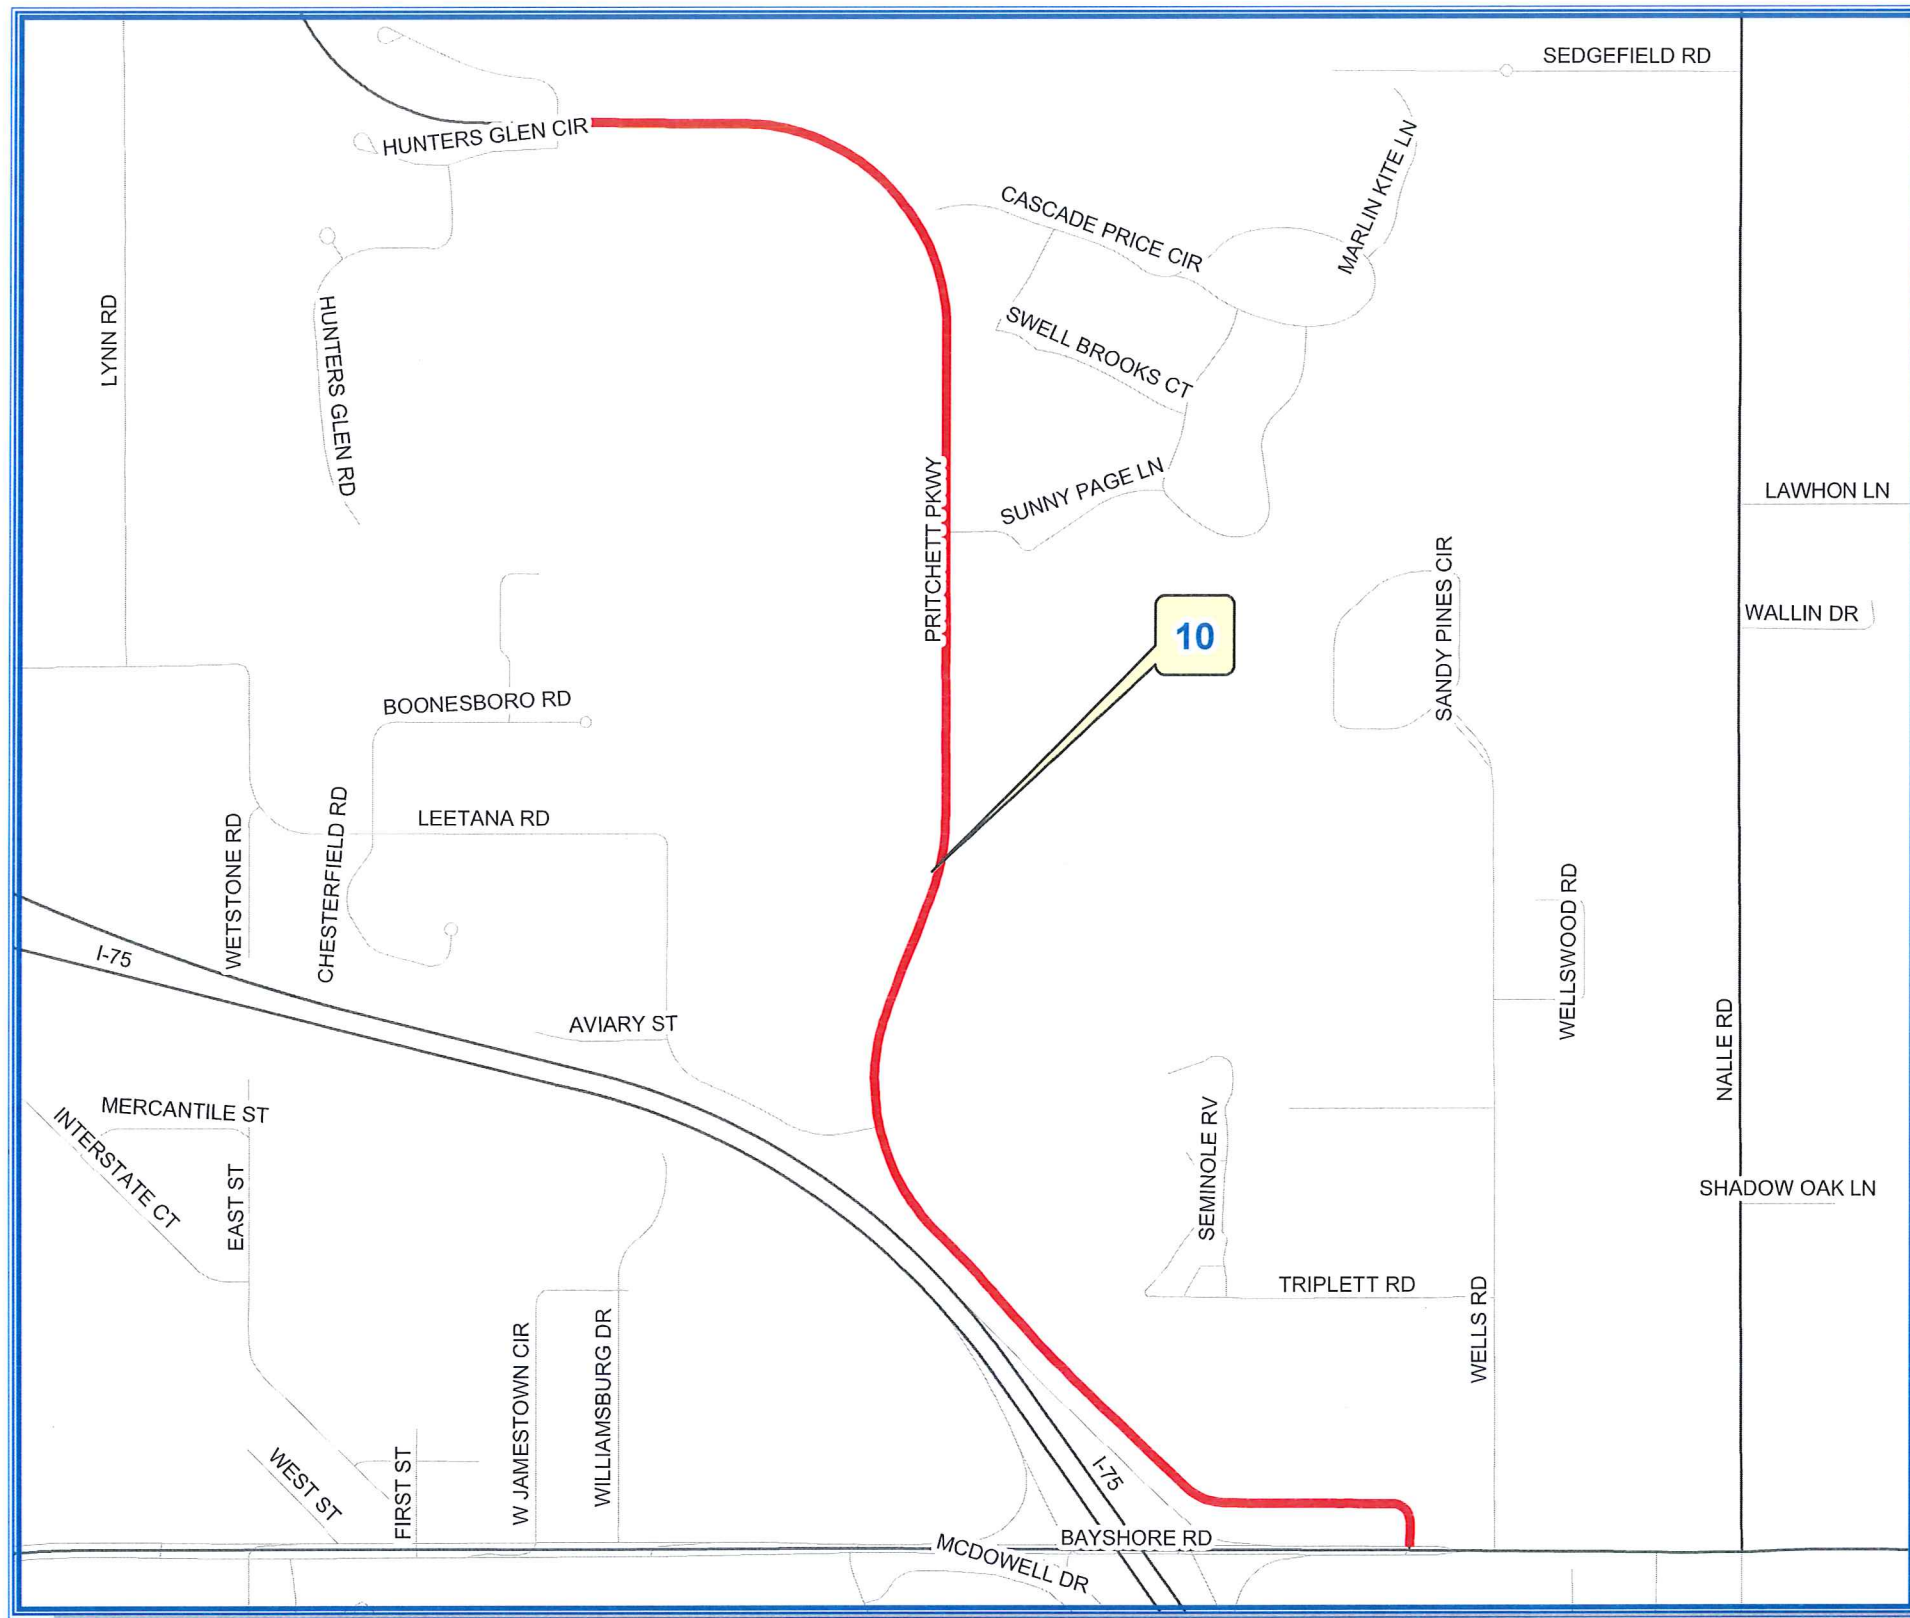 SEDGEFIELD RD
HUNTERS GLEN CIR
MARLIN KITE LN
CASCADE PRICE CIR
LYNN RD
HUNTERS GLEN RD
SWELL BROOKS CT
PRITCHETT PKWY
SUNNY PAGE LN
LAWHON LN
SANDY PINES CIR
WALLIN DR
10
BOONESBORO RD
LEETANA RD
WETSTONE RD
CHESTERFIELD RD
WELLSWOOD RD
I-75
AVIARY ST
NALLE RD
MERCANTILE ST
INTERSTATE CT
EAST ST
SEMINOLE RV
SHADOW OAK LN
TRIPLETT RD
WELLS RD
W JAMESTOWN CIR
WILLIAMSBURG DR
WEST ST
FIRST ST
I-75
BAYSHORE RD
MCDOWELL DR